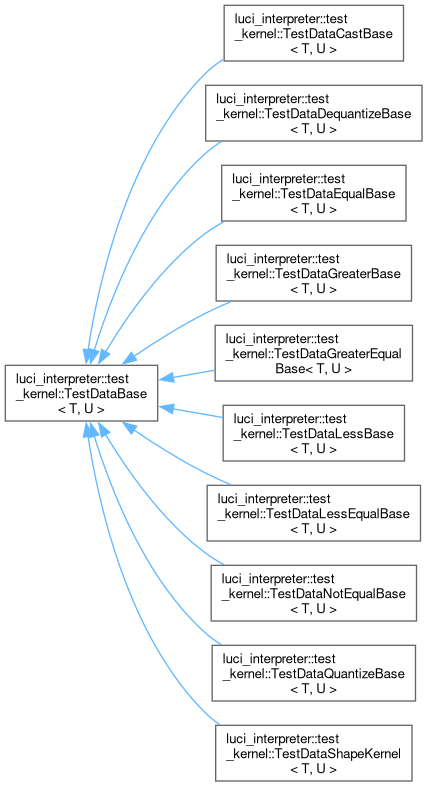 luci_interpreter::test
_kernel::TestDataCastBase
< T, U >
luci_interpreter::test
_kernel::TestDataDequantizeBase
< T, U >
luci_interpreter::test
_kernel::TestDataEqualBase
< T, U >
luci_interpreter::test
_kernel::TestDataGreaterBase
< T, U >
luci_interpreter::test
_kernel::TestDataGreaterEqual
Base< T, U >
luci_interpreter::test
_kernel::TestDataBase
< T, U >
luci_interpreter::test
_kernel::TestDataLessBase
< T, U >
luci_interpreter::test
_kernel::TestDataLessEqualBase
< T, U >
luci_interpreter::test
_kernel::TestDataNotEqualBase
< T, U >
luci_interpreter::test
_kernel::TestDataQuantizeBase
< T, U >
luci_interpreter::test
_kernel::TestDataShapeKernel
< T, U >